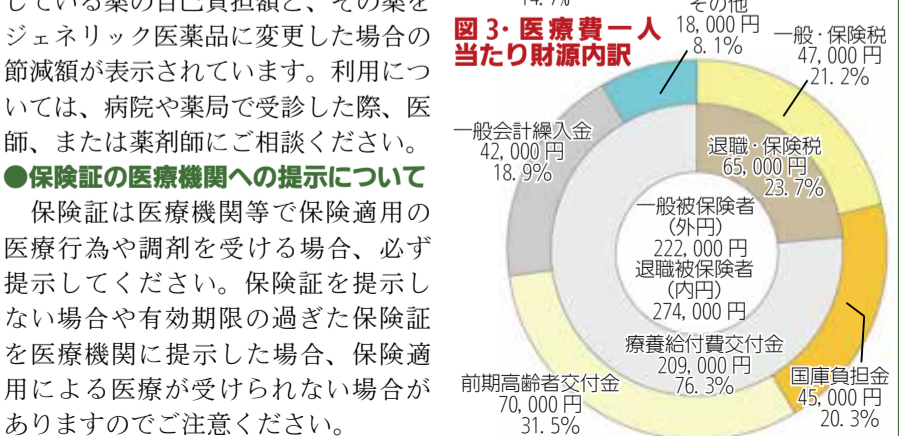 している薬の自己負担額と、その薬を
ジェネリック医薬品に変更した場合の
節減額が表示されています。利用につ
いては、病院や薬局で受診した際、医
師、または薬剤師にご相談ください。
●保険証の医療機関への提示について
　保険証は医療機関等で保険適用の
医療行為や調剤を受ける場合、必ず
提示してください。保険証を提示し
ない場合や有効期限の過ぎた保険証
を医療機関に提示した場合、保険適
用による医療が受けられない場合が
ありますのでご注意ください。
図3・医療費一人
当たり財源内訳
その他
18,000円
8.1%
一般・保険税
47,000円
21.2%
一般会計繰入金
42,000円
18.9%
退職・保険税
65,000円
23.7%
一般被保険者
(外円)
222,000円
退職被保険者
(内円)
274,000円
療養給付費交付金
209,000円
76.3%
前期高齢者交付金
70,000円
31.5%
国庫負担金
45,000円
20.3%